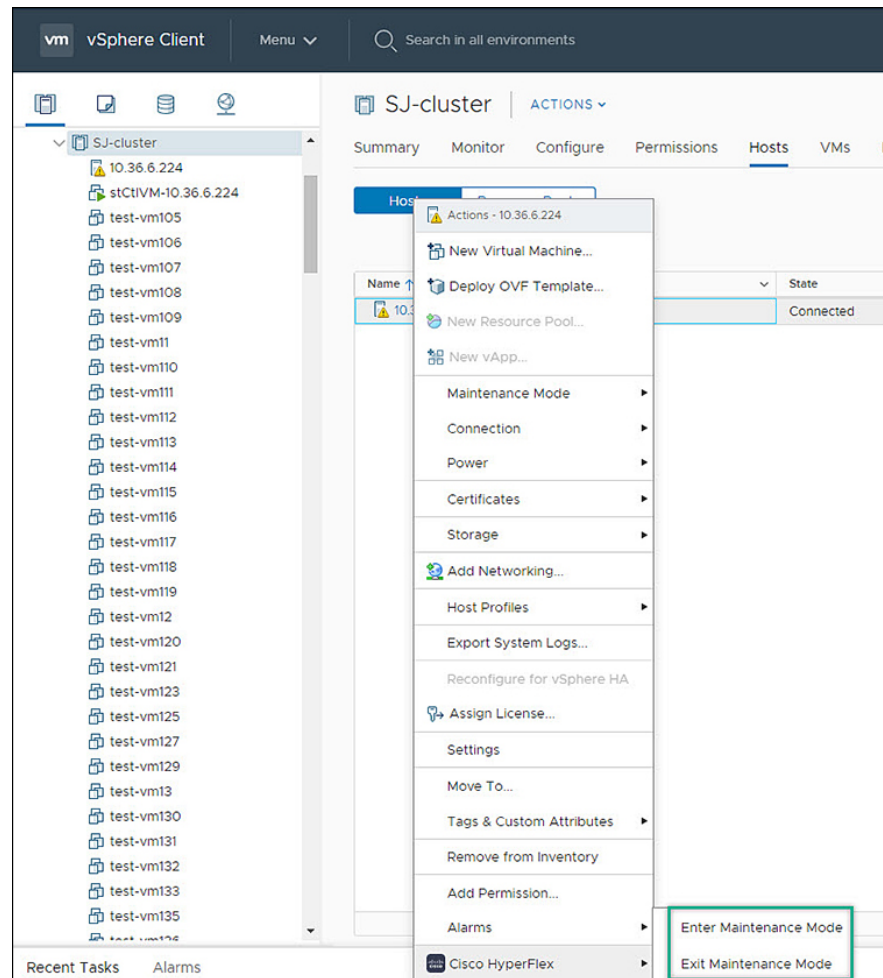 vm vSphere Client Menu Search in all environments
SJ-cluster ACTIONS
Summary Monitor Configure Permissions Hosts VMs
SJ-cluster
10.36.6.224
stCtlVM-10.36.6.224
test-vm105
test-vm106
test-vm107
test-vm108
test-vm109
test-vm11
test-vm110
test-vm111
test-vm112
test-vm113
test-vm114
test-vm115
test-vm116
test-vm117
test-vm118
test-vm119
test-vm12
test-vm120
test-vm121
test-vm123
test-vm125
test-vm127
test-vm129
test-vm13
test-vm130
test-vm131
test-vm132
test-vm133
test-vm135
Name State
Connected
Actions - 10.36.6.224
New Virtual Machine...
Deploy OVF Template...
New Resource Pool...
New vApp...
Maintenance Mode
Connection
Power
Certificates
Storage
Add Networking...
Host Profiles
Export System Logs...
Reconfigure for vSphere HA
Assign License...
Settings
Move To...
Tags & Custom Attributes
Remove from Inventory
Add Permission...
Alarms
Cisco HyperFlex
Enter Maintenance Mode
Exit Maintenance Mode
Recent Tasks Alarms